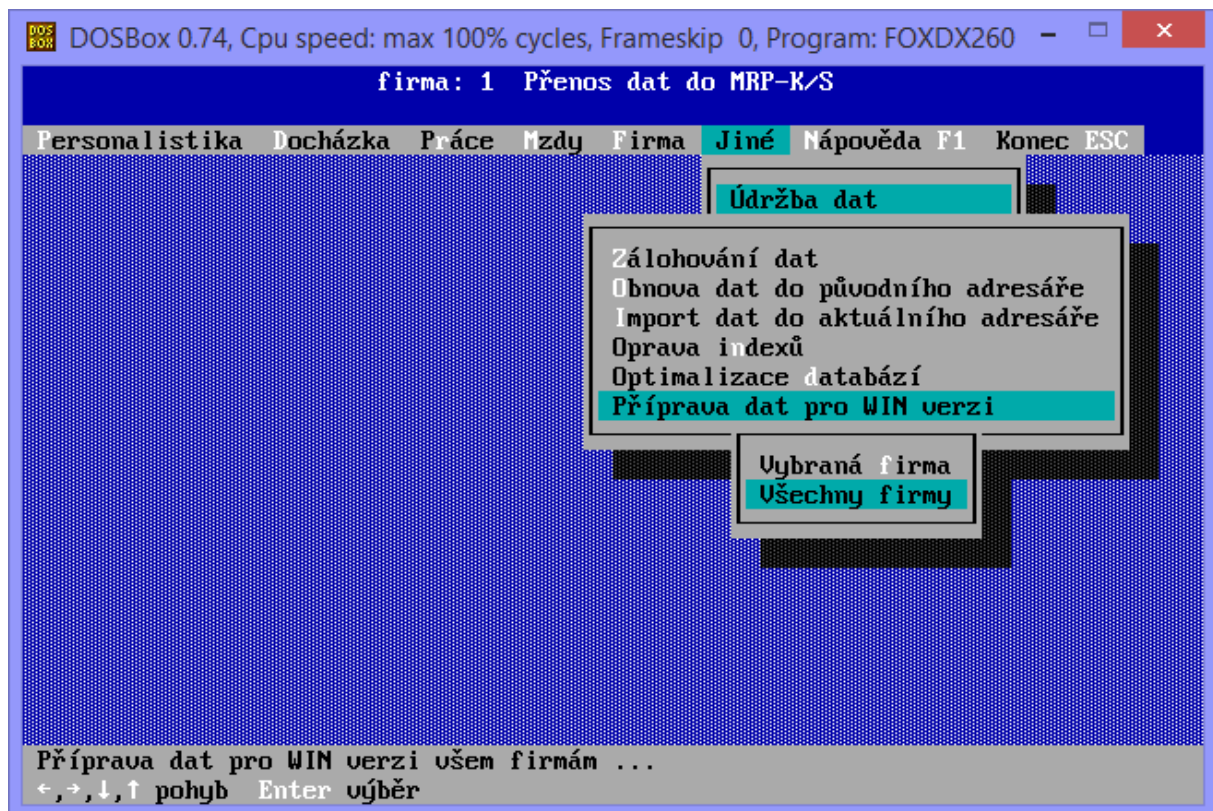 DOS BOX DOSBox 0.74, Cpu speed: max 100% cycles, Frameskip 0, Program: FOXDX260
firma: 1 Přenos dat do MRP-K/S
Personalistika Docházka Práce Mzdy Firma Jiné Nápověda F1 Konec ESC
Údržba dat
Zálohování dat
Obnova dat do původního adresáře
Import dat do aktuálního adresáře
Oprava indexů
Optimalizace databází
Příprava dat pro WIN verzi
Vybraná firma
Všechny firmy
Příprava dat pro WIN verzi všem firmám ...
←,→,↓,↑ pohyb Enter výběr